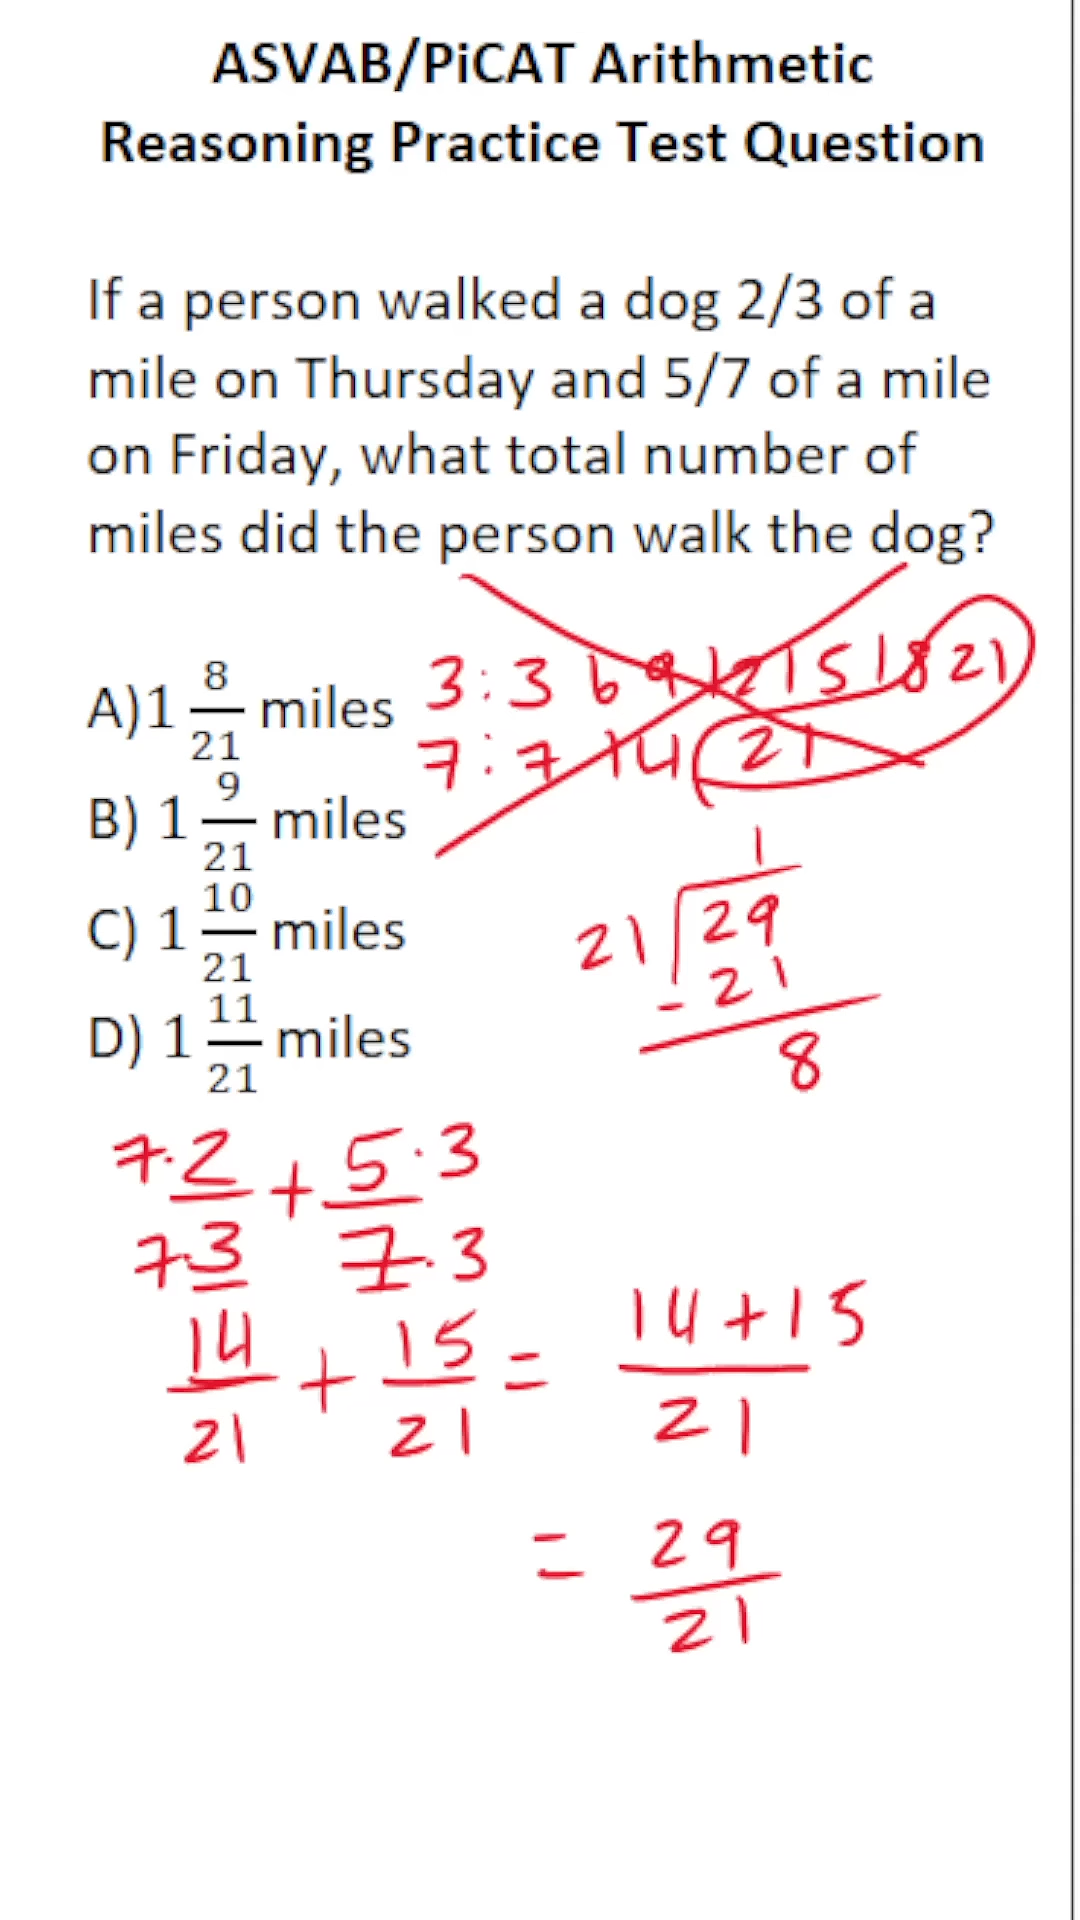 ASVAB/PiCAT Arithmetic
Reasoning Practice Test Question
If a person walked a dog 2/3 of a
mile on Thursday and 5/7 of a mile
on Friday, what total number of
miles did the person walk the dog?
A)1 8/21 miles
B) 1 9/21 miles
C) 1 10/21 miles
D) 1 11/21 miles
3: 3 6 9 12 15 18 21
7: 7 14 21
1
21 29
- 21
8
7·2 + 5·3
7·3 7·3
14/21 + 15/21 = 14+15/21
= 29/21